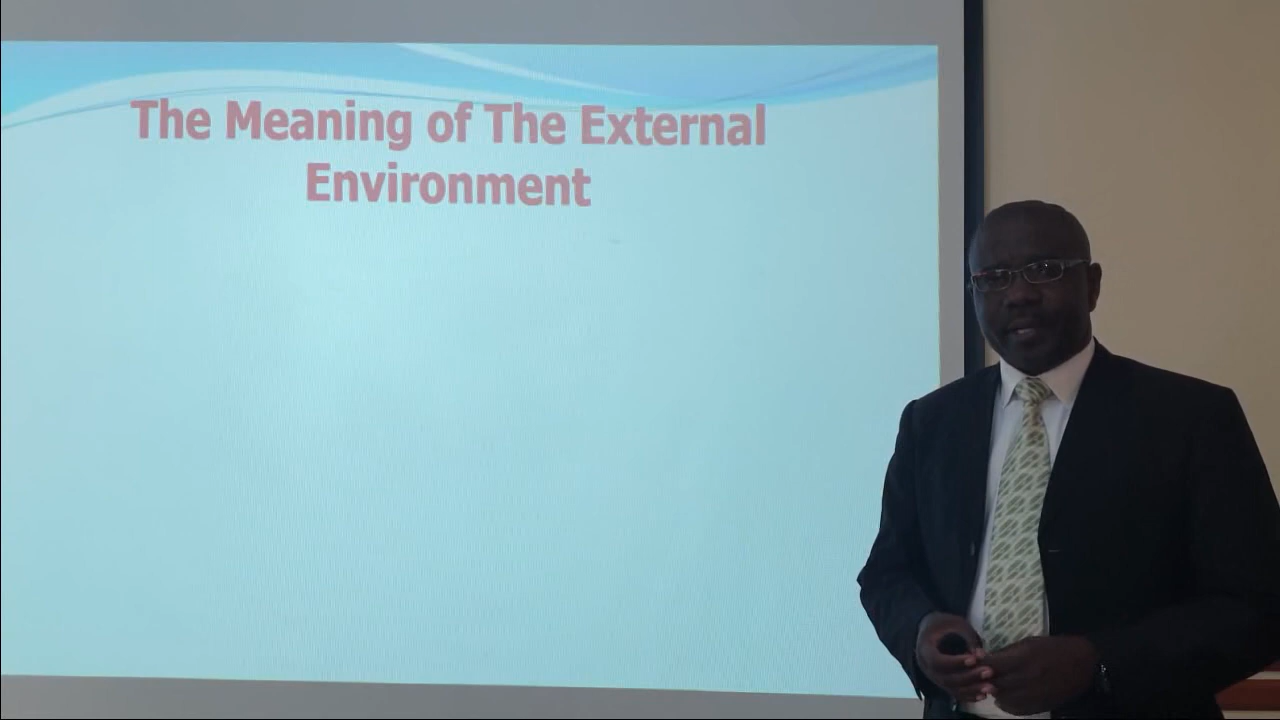 The Meaning of The External
Environment